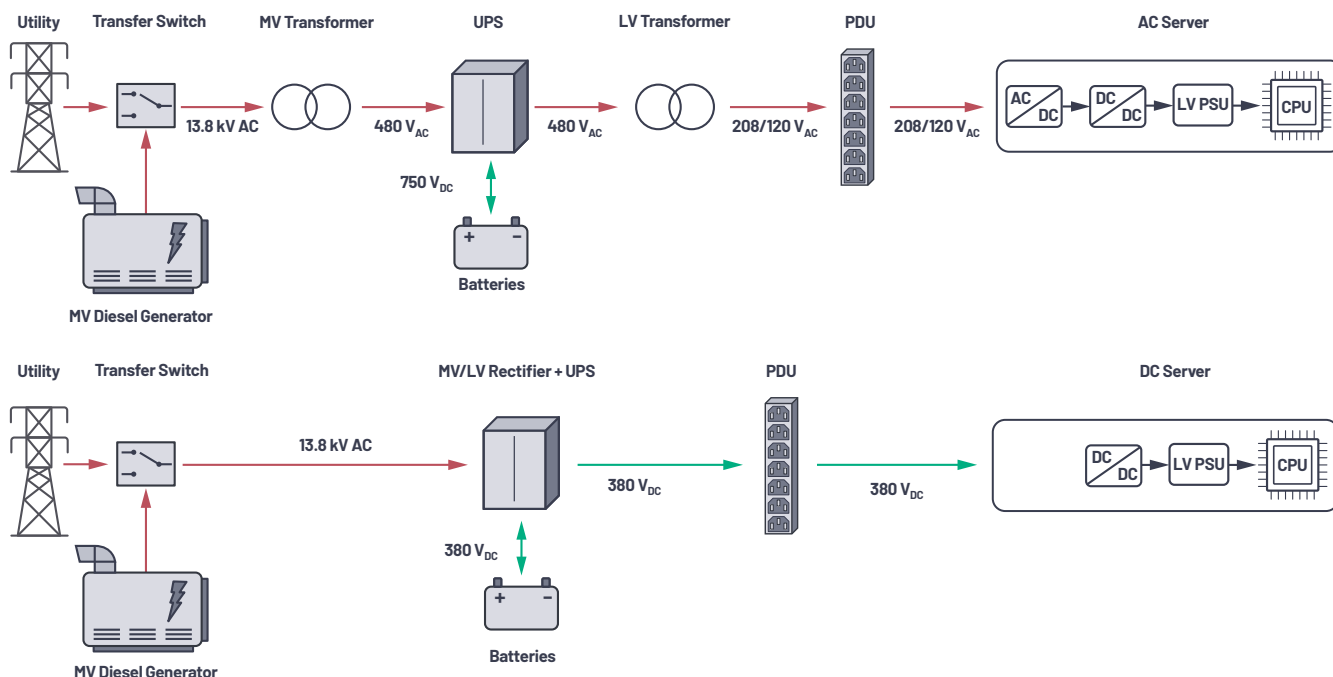 Utility
Transfer Switch
MV Transformer
UPS
LV Transformer
PDU
AC Server
13.8 kV AC
480 VAC
480 VAC
208/120 VAC
208/120 VAC
AC
DC
DC
DC
LV PSU
CPU
750 VDC
+ −
Batteries
MV Diesel Generator
Utility
Transfer Switch
MV/LV Rectifier + UPS
PDU
DC Server
13.8 kV AC
380 VDC
380 VDC
DC
DC
LV PSU
CPU
380 VDC
+ −
Batteries
MV Diesel Generator